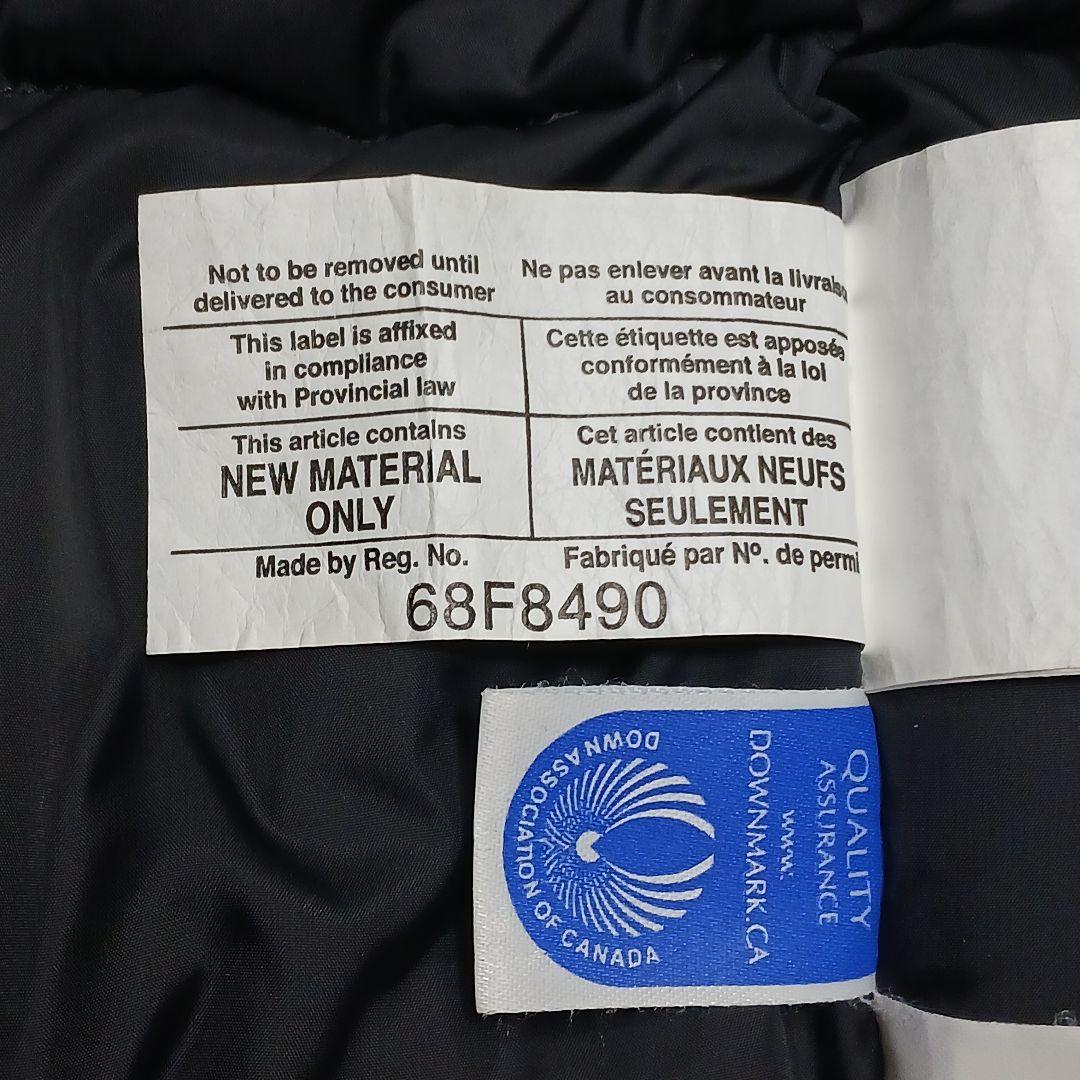 Not to be removed until
delivered to the consumer
Ne pas enlever avant la livrais
au consommateur
This label is affixed
in compliance
with Provincial law
Cette étiquette est apposée
conformément à la loi
de la province
This article contains
NEW MATERIAL
ONLY
Cet article contient des
MATÉRIAUX NEUFS
SEULEMENT
Made by Reg. No.
Fabriqué par Nº. de permi
68F8490
DOWN ASSOCIATION OF CANADA
QUALITY
ASSURANCE
www.
DOWNMARK.CA